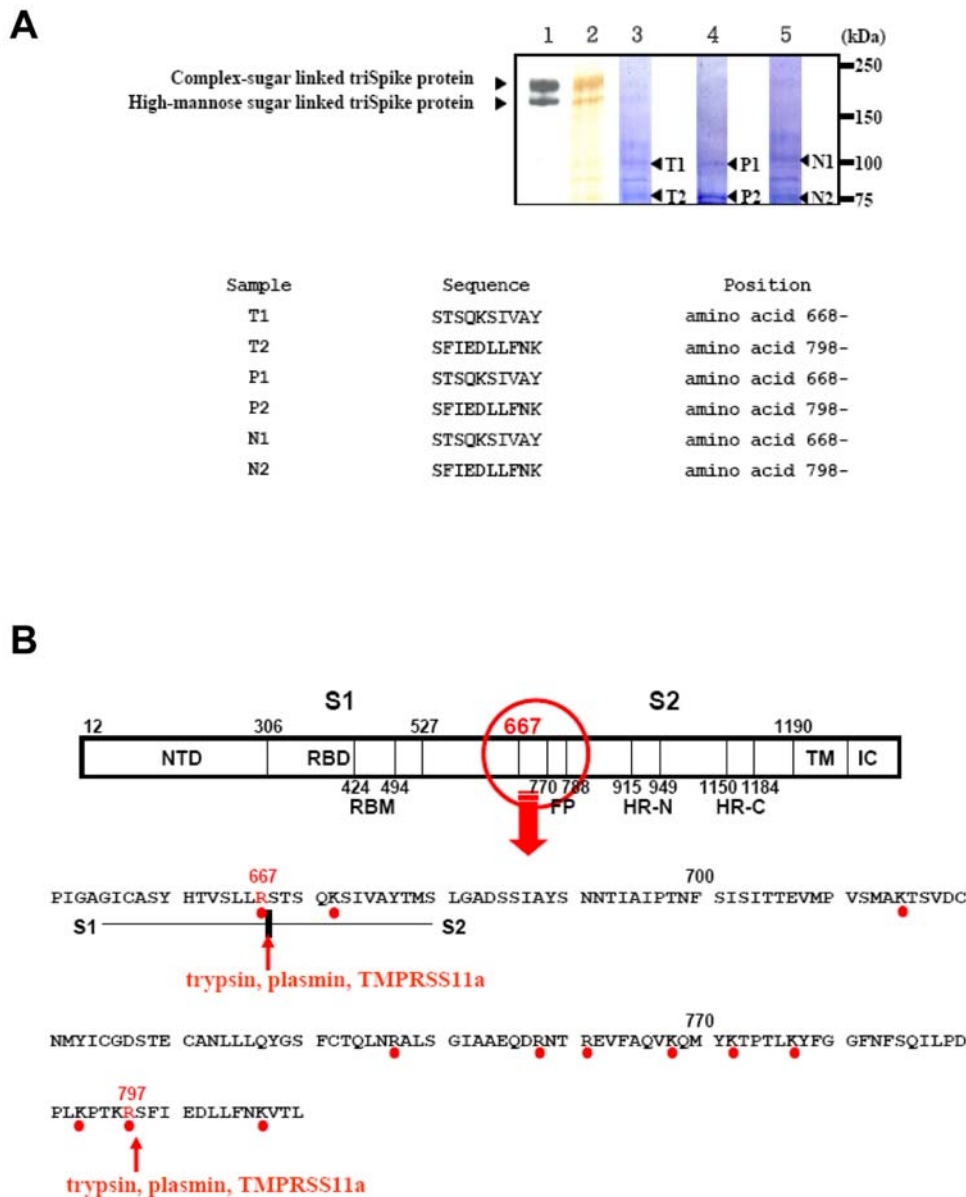 A
1 2 3 4 5 (kDa)
Complex-sugar linked triSpike protein
High-mannose sugar linked triSpike protein
250
150
100
75
T1 P1 N1
T2 P2 N2
Sample Sequence Position
T1 STSQKSIVAY amino acid 668-
T2 SFIEDLLFNK amino acid 798-
P1 STSQKSIVAY amino acid 668-
P2 SFIEDLLFNK amino acid 798-
N1 STSQKSIVAY amino acid 668-
N2 SFIEDLLFNK amino acid 798-
B
S1 S2
12 306 527 667 1190
NTD RBD TM IC
424 494 770 788 915 949 1150 1184
RBM FP HR-N HR-C
667 700
PIGAGICASY HTVSLLRSTS QKSIVAYTMS LGADSSIAYS NNTIAIPTNF SISITTEVMP VSMAKTSVDC
S1 S2
trypsin, plasmin, TMPRSS11a
770
NMYICGDSTE CANLLLQYGS FCTQLNRALS GIAAEQDRNT REVFAQVKQM YKTPTLKYFG GFNFSQILPD
797
PLKPTKRSFI EDLLFNKVTL
trypsin, plasmin, TMPRSS11a